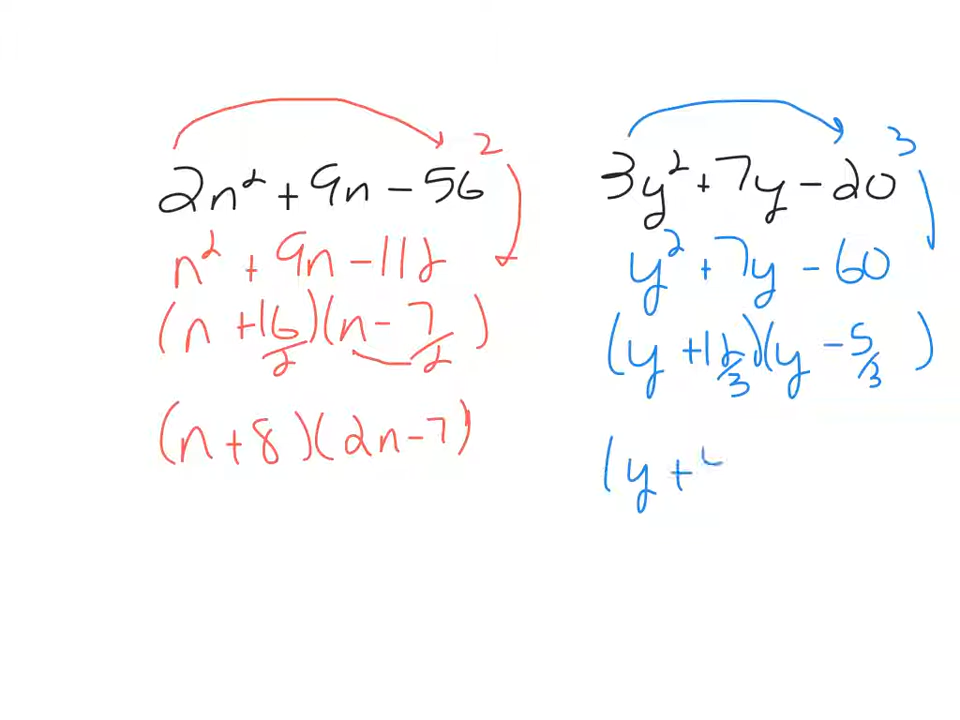 2n² + 9n - 56 2
n² + 9n - 112
(n + 16/2)(n - 7/2)
(n + 8)(2n - 7)
3y² + 7y - 20 3
y² + 7y - 60
(y + 12/3)(y - 5/3)
(y +